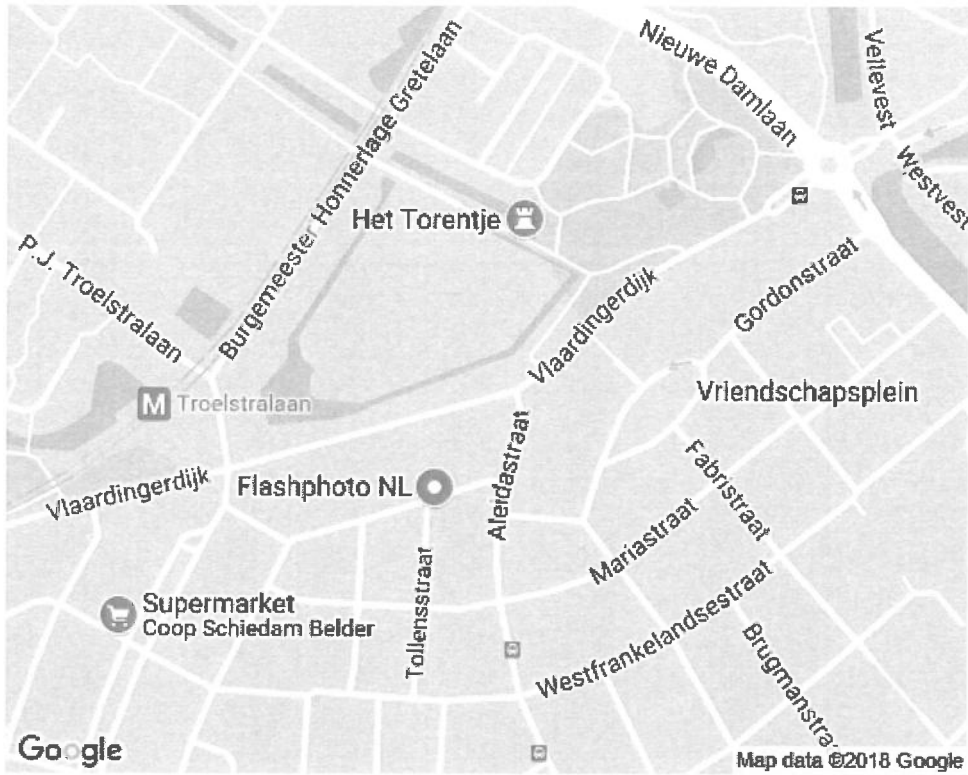 Nieuwe Damlaan
Vellevest
Westvest
Burgemeester Honnerlage Gretelaan
Het Torentje
P.J. Troelstralaan
Vlaardingerdijk
Gordonstraat
M Troelstralaan
Vriendschapsplein
Vlaardingerdijk
Flashphoto NL
Aleidastraat
Fabristraat
Mariastraat
Supermarket
Coop Schiedam Belder
Tollensstraat
Westfrankelandsestraat
Brugmanstra
Google
Map data ©2018 Google